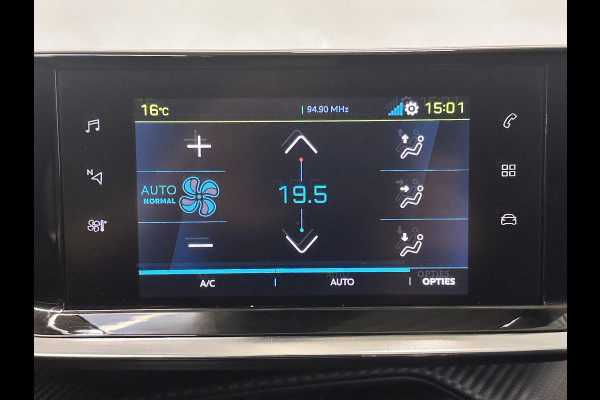 16°C 94.90 MHz 15:01
N
AUTO
NORMAL
19.5
A/C AUTO OPTIES